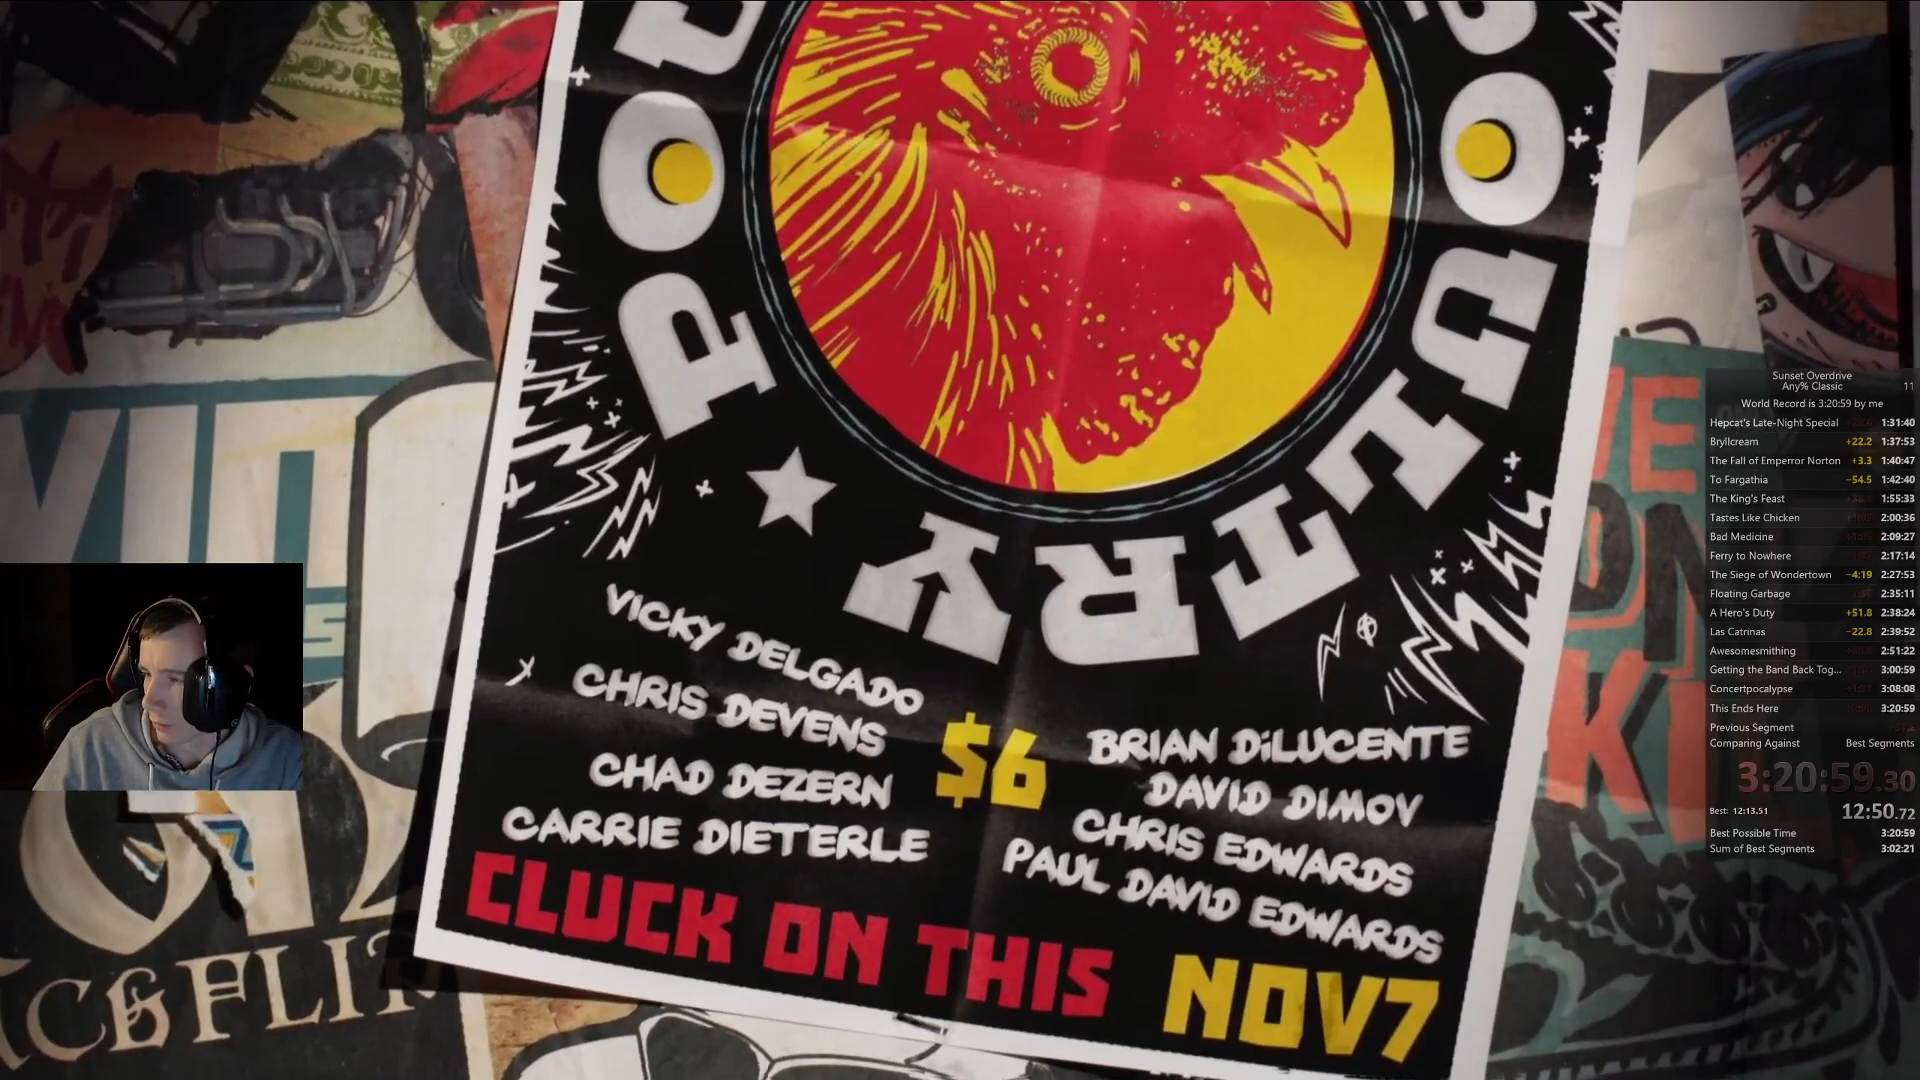 POULTRY
VICKY DELGADO
CHRIS DEVENS
CHAD DEZERN
CARRIE DIETERLE
$6
BRIAN DiLUCENTE
DAVID DIMOV
CHRIS EDWARDS
PAUL DAVID EDWARDS
CLUCK ON THIS
NOV7
C&FLI
Sunset Overdrive
Any% Classic 11
World Record is 3:20:59 by me
Hepcat's Late-Night Special 1:31:40
Bryllcream +22.2 1:37:53
The Fall of Emperror Norton +3.3 1:40:47
To Fargathia −54.5 1:42:40
The King's Feast 1:55:33
Tastes Like Chicken 2:00:36
Bad Medicine 2:09:27
Ferry to Nowhere 2:17:14
The Siege of Wondertown −4:19 2:27:53
Floating Garbage 2:35:11
A Hero's Duty +51.8 2:38:24
Las Catrinas −22.8 2:39:52
Awesomesmithing 2:51:22
Getting the Band Back Tog... 3:00:59
Concertpocalypse 3:08:08
This Ends Here 3:20:59
Previous Segment
Comparing Against Best Segments
3:20:59.30
Best: 12:13.51 12:50.72
Best Possible Time 3:20:59
Sum of Best Segments 3:02:21